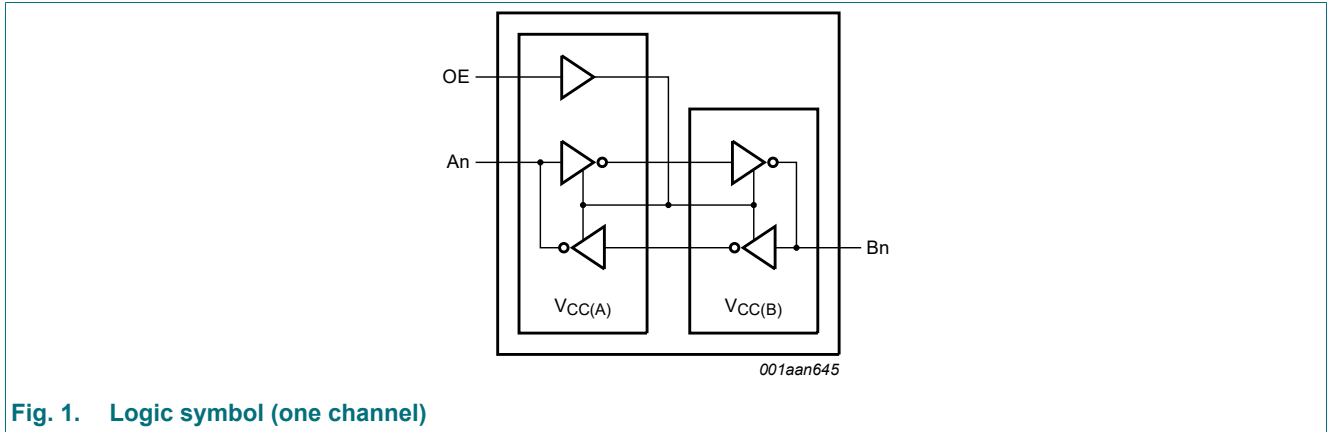 OE
An
Bn
VCC(A)
VCC(B)
001aan645
Fig. 1. Logic symbol (one channel)